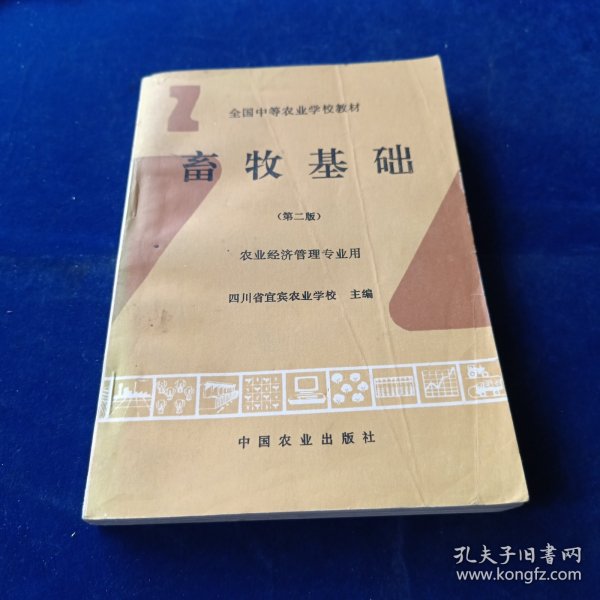 Z
全国中等农业学校教材
畜牧基础
(第二版)
农业经济管理专业用
四川省宜宾农业学校 主编
中国农业出版社
孔夫子旧书网
www.kongfz.com